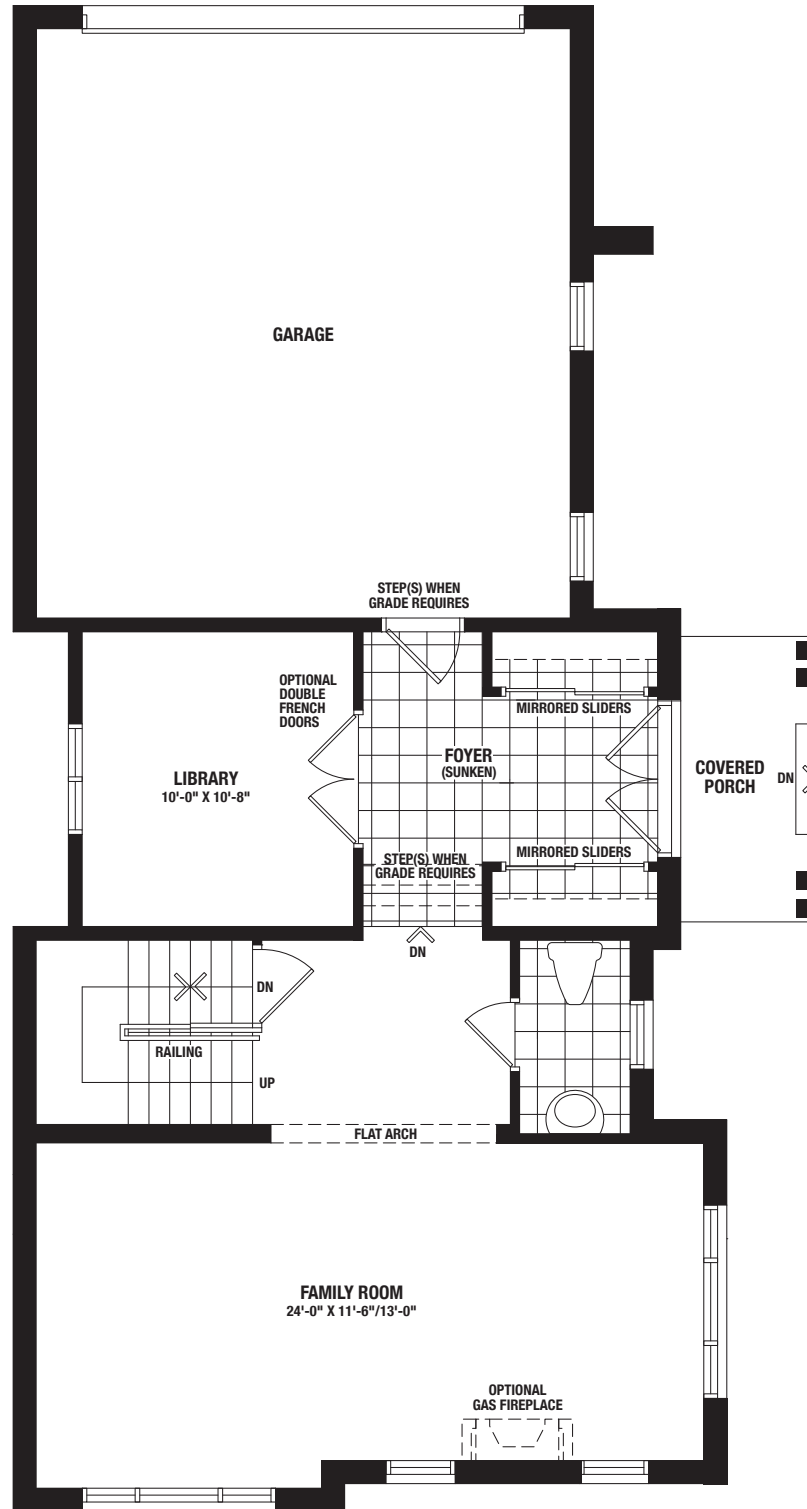 GARAGE
STEP(S) WHEN
GRADE REQUIRES
OPTIONAL
DOUBLE
FRENCH
DOORS
MIRRORED SLIDERS
FOYER
(SUNKEN)
LIBRARY
10'-0" X 10'-8"
COVERED
PORCH
DN
MIRRORED SLIDERS
STEP(S) WHEN
GRADE REQUIRES
DN
DN
RAILING
UP
FLAT ARCH
FAMILY ROOM
24'-0" X 11'-6"/13'-0"
OPTIONAL
GAS FIREPLACE